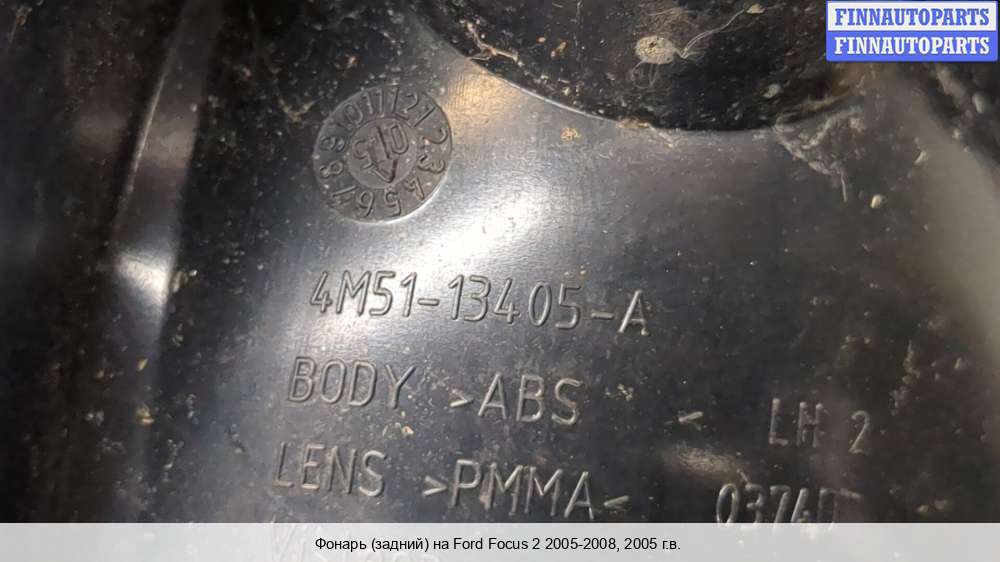 FINNAUTOPARTS
FINNAUTOPARTS
4M51-13405-A
BODY >ABS <
LH 2
LENS >PMMA<
Фонарь (задний) на Ford Focus 2 2005-2008, 2005 г.в.